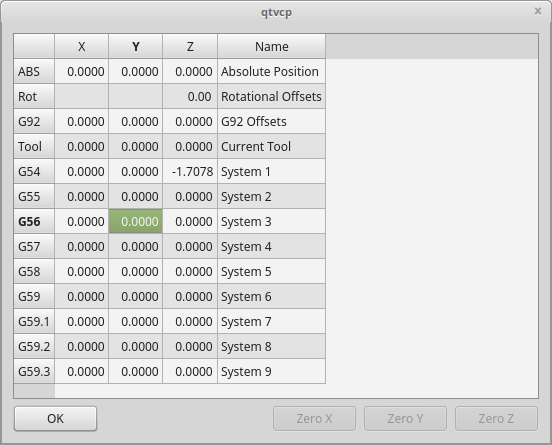 qtvcp
X Y Z Name
ABS 0.0000 0.0000 0.0000 Absolute Position
Rot 0.00 Rotational Offsets
G92 0.0000 0.0000 0.0000 G92 Offsets
Tool 0.0000 0.0000 0.0000 Current Tool
G54 0.0000 0.0000 -1.7078 System 1
G55 0.0000 0.0000 0.0000 System 2
G56 0.0000 0.0000 0.0000 System 3
G57 0.0000 0.0000 0.0000 System 4
G58 0.0000 0.0000 0.0000 System 5
G59 0.0000 0.0000 0.0000 System 6
G59.1 0.0000 0.0000 0.0000 System 7
G59.2 0.0000 0.0000 0.0000 System 8
G59.3 0.0000 0.0000 0.0000 System 9
OK Zero X Zero Y Zero Z